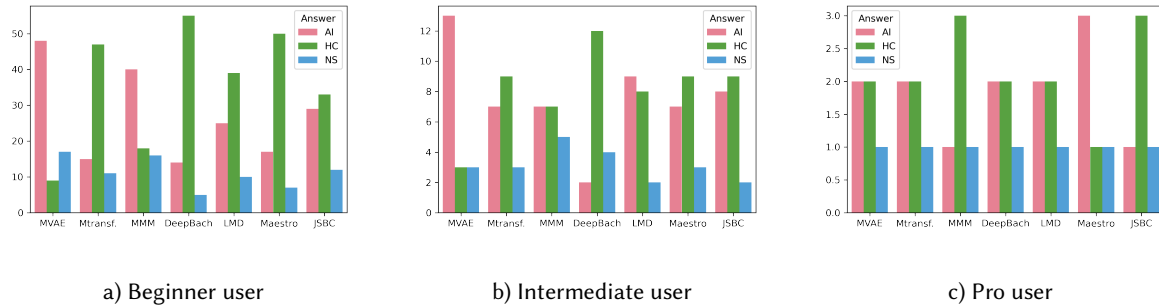 50
40
30
20
10
0
MVAE Mtransf. MMM DeepBach LMD Maestro JSBC
Answer
AI
HC
NS
a) Beginner user
12
10
8
6
4
2
0
MVAE Mtransf. MMM DeepBach LMD Maestro JSBC
Answer
AI
HC
NS
b) Intermediate user
3.0
2.5
2.0
1.5
1.0
0.5
0.0
MVAE Mtransf. MMM DeepBach LMD Maestro JSBC
Answer
AI
HC
NS
c) Pro user